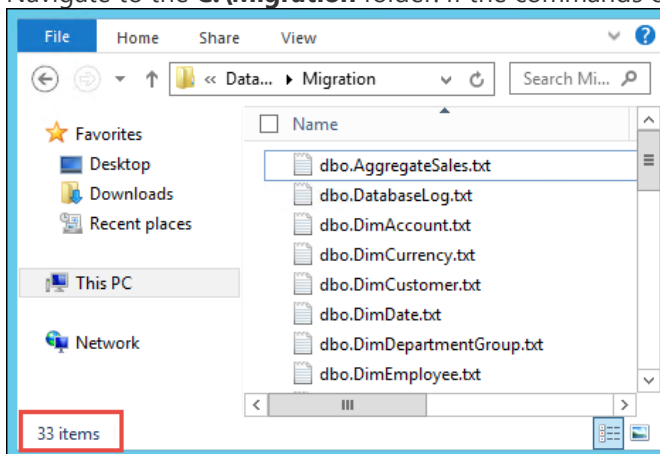 File Home Share View
« Data... Migration Search Mi...
Favorites
Desktop
Downloads
Recent places
This PC
Network
Name
dbo.AggregateSales.txt
dbo.DatabaseLog.txt
dbo.DimAccount.txt
dbo.DimCurrency.txt
dbo.DimCustomer.txt
dbo.DimDate.txt
dbo.DimDepartmentGroup.txt
dbo.DimEmployee.txt
33 items